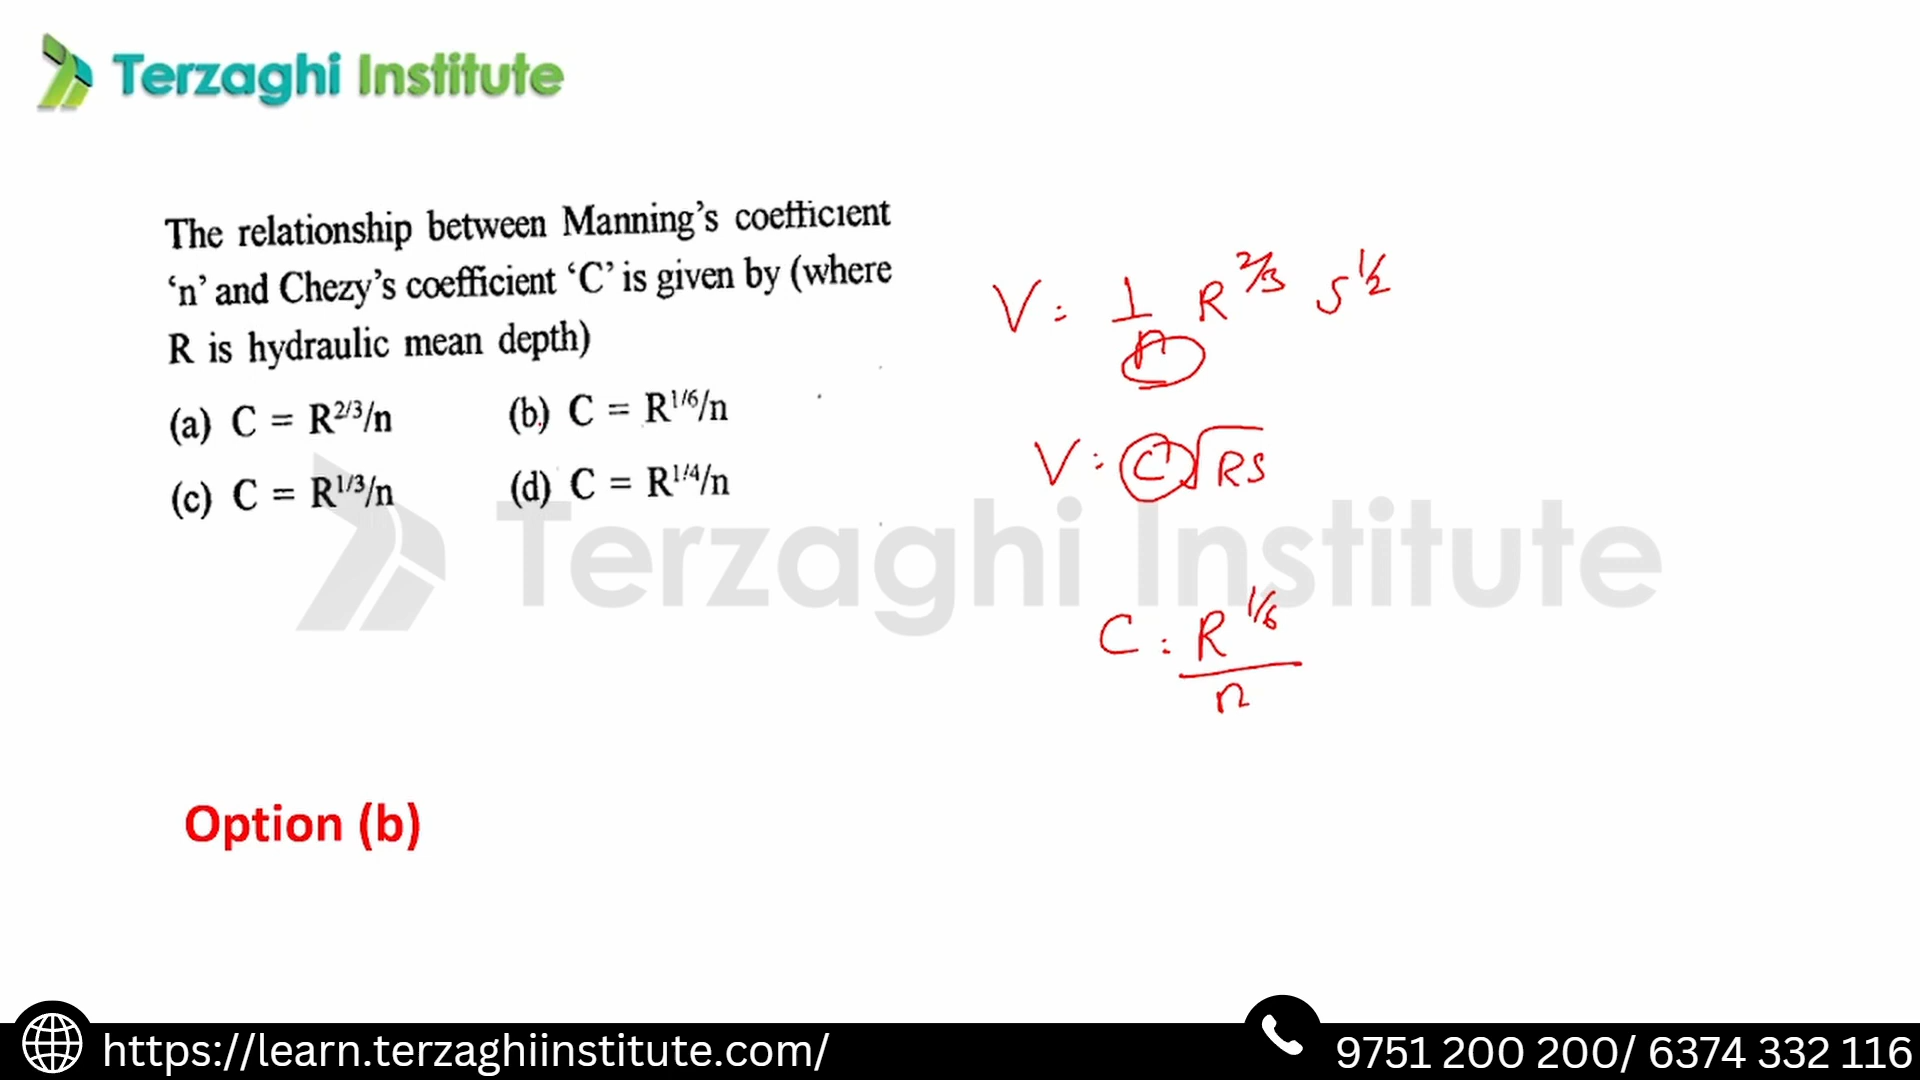 Terzaghi Institute
The relationship between Manning's coefficient
'n' and Chezy's coefficient 'C' is given by (where
R is hydraulic mean depth)
(a) C = R^{2/3}/n (b) C = R^{1/6}/n
(c) C = R^{1/3}/n (d) C = R^{1/4}/n
V = 1/n R^{2/3} S^{1/2}
V = C√RS
C = R^{1/6}/n
Terzaghi Institute
Option (b)
https://learn.terzaghiinstitute.com/
9751 200 200/ 6374 332 116